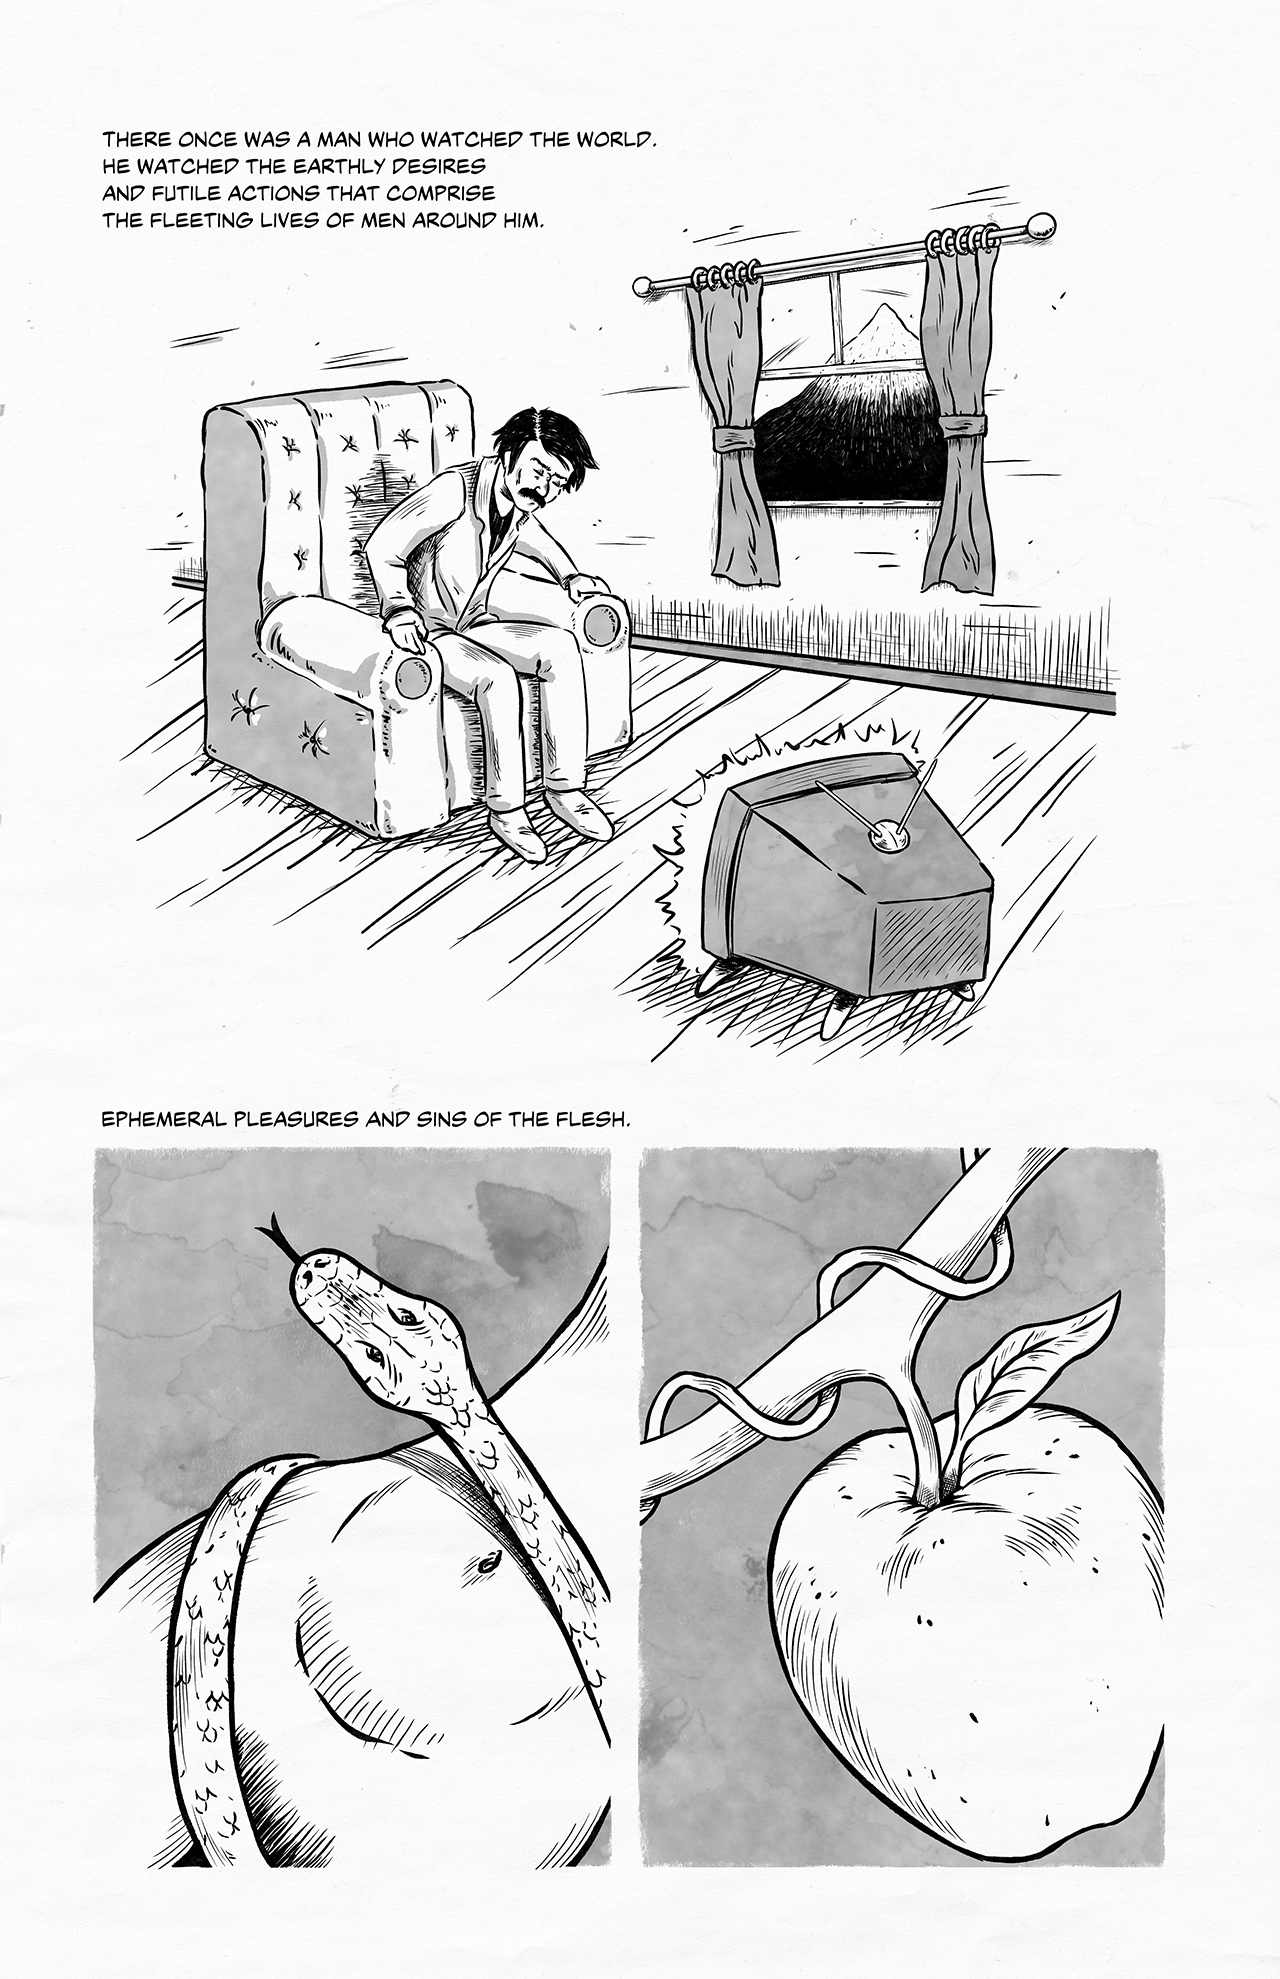 THERE ONCE WAS A MAN WHO WATCHED THE WORLD.
HE WATCHED THE EARTHLY DESIRES
AND FUTILE ACTIONS THAT COMPRISE
THE FLEETING LIVES OF MEN AROUND HIM.
EPHEMERAL PLEASURES AND SINS OF THE FLESH.